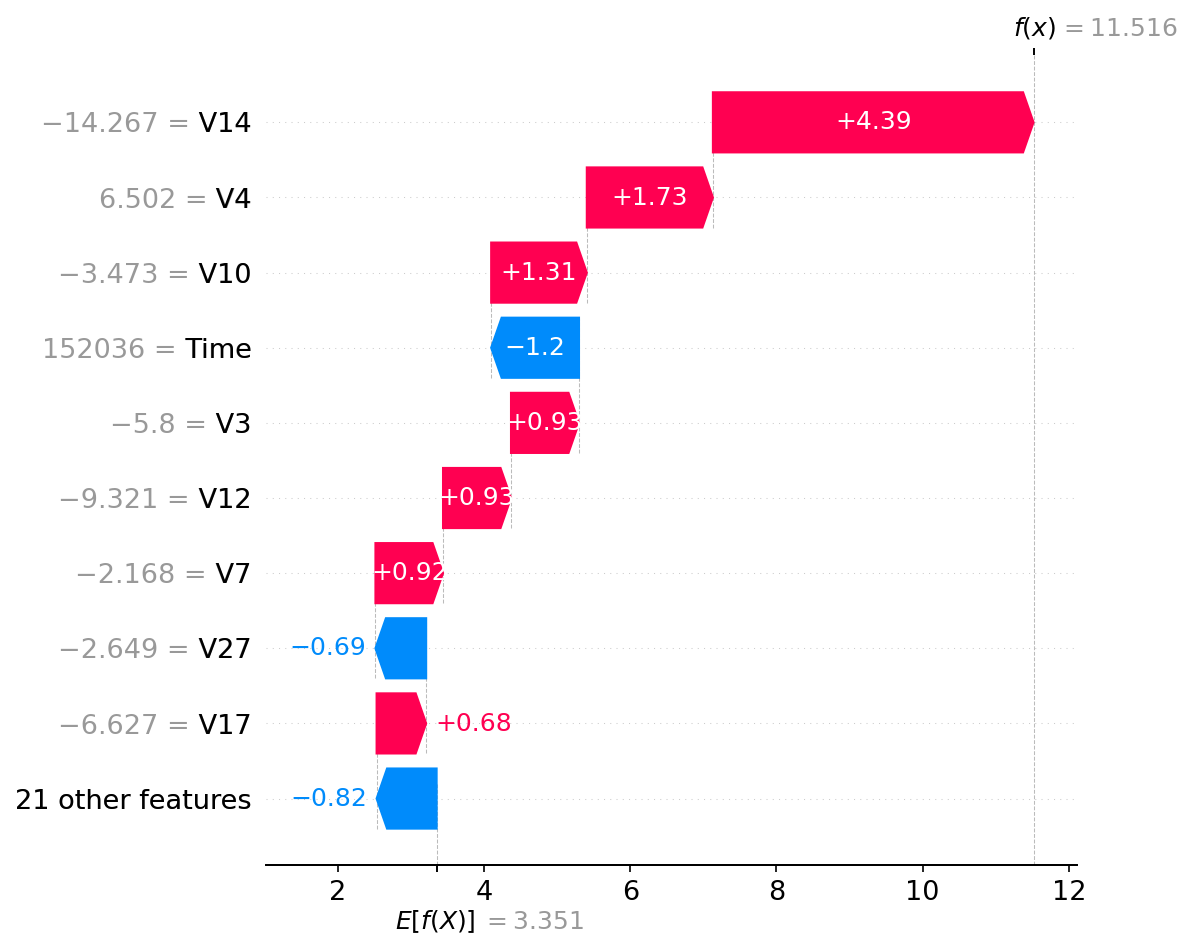 f(x) = 11.516
−14.267 = V14 +4.39
6.502 = V4 +1.73
−3.473 = V10 +1.31
152036 = Time −1.2
−5.8 = V3 +0.93
−9.321 = V12 +0.93
−2.168 = V7 +0.92
−2.649 = V27 −0.69
−6.627 = V17 +0.68
21 other features −0.82
2 4 6 8 10 12
E[f(X)] = 3.351